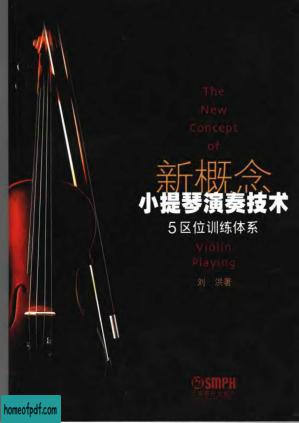 The
New
Concept
of
新概念
小提琴演奏技术
5区位训练体系
Violin
Playing
刘 洪著
SMPH
homeofpdf.com